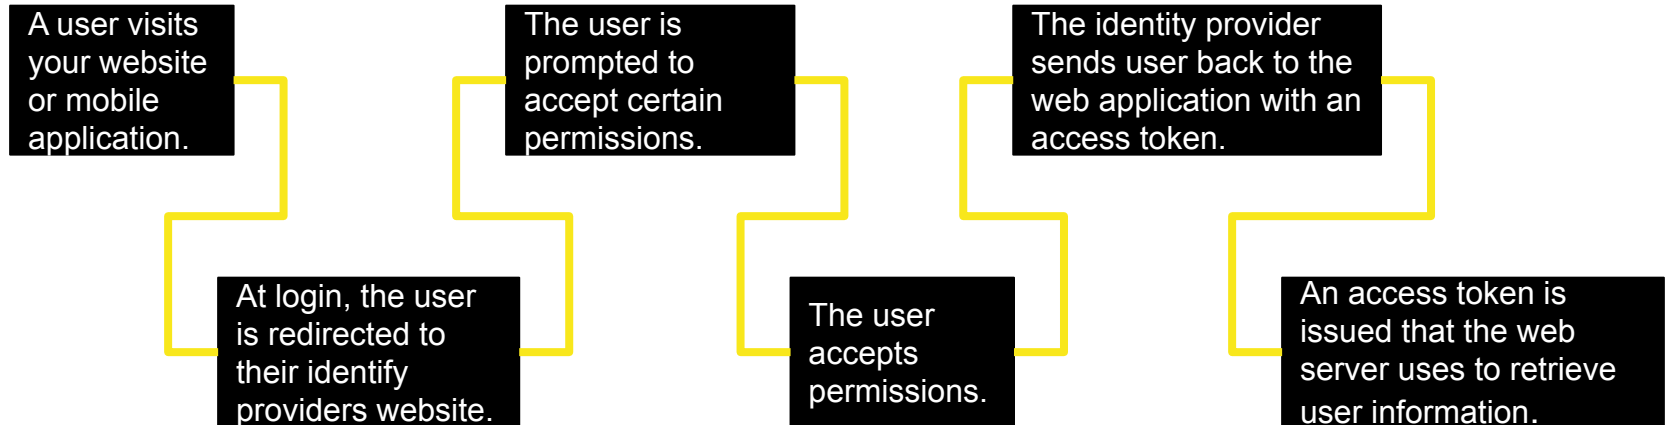 A user visits
your website
or mobile
application.
At login, the user
is redirected to
their identify
providers website.
The user is
prompted to
accept certain
permissions.
The user
accepts
permissions.
The identity provider
sends user back to the
web application with an
access token.
An access token is
issued that the web
server uses to retrieve
user information.